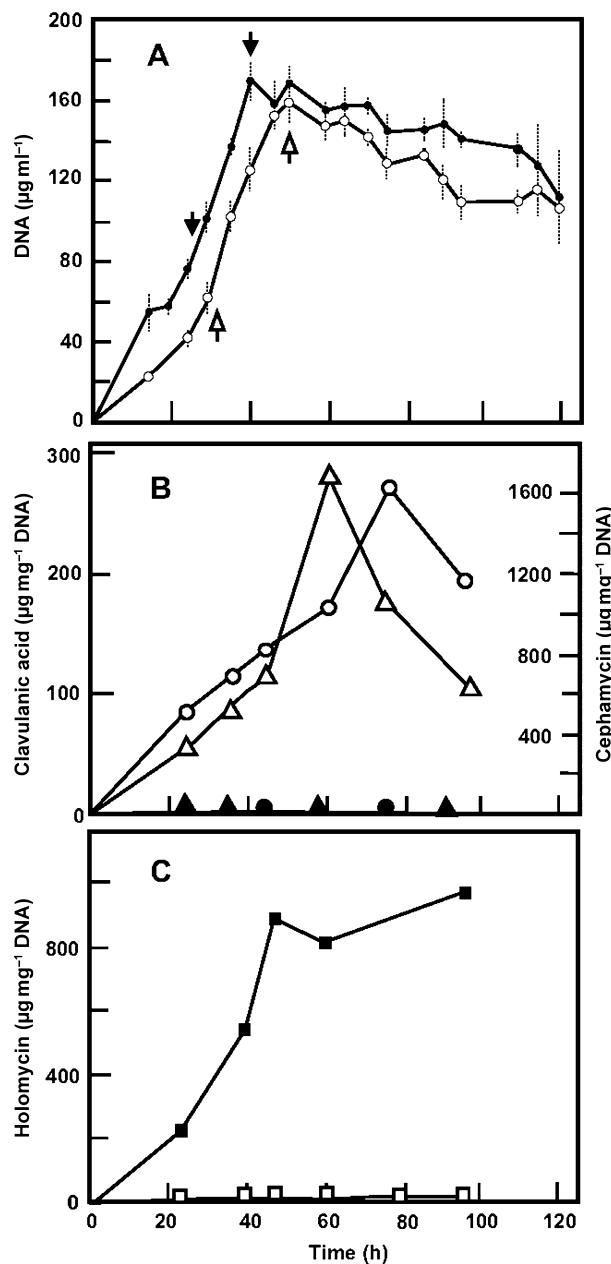 A
DNA (µg ml⁻¹)
200
160
120
80
40
0
B
Clavulanic acid (µg mg⁻¹ DNA)
300
200
100
0
Cephamycin (µg mg⁻¹ DNA)
1600
1200
800
400
C
Holomycin (µg mg⁻¹ DNA)
800
400
0
0 20 40 60 80 100 120
Time (h)